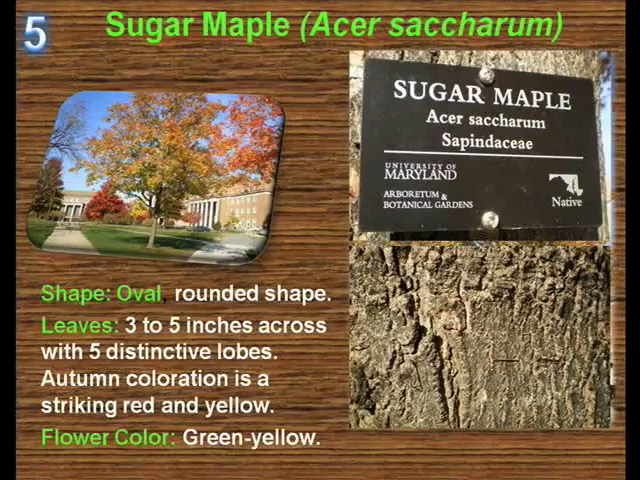 5
Sugar Maple (Acer saccharum)
SUGAR MAPLE
Acer saccharum
Sapindaceae
UNIVERSITY OF
MARYLAND
ARBORETUM &
BOTANICAL GARDENS
Native
Shape: Oval, rounded shape.
Leaves: 3 to 5 inches across
with 5 distinctive lobes.
Autumn coloration is a
striking red and yellow.
Flower Color: Green-yellow.